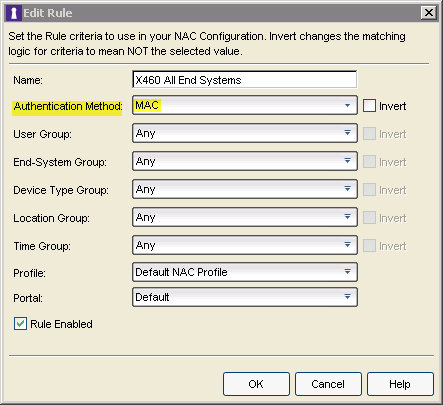 Edit Rule
Set the Rule criteria to use in your NAC Configuration. Invert changes the matching
logic for criteria to mean NOT the selected value.
Name: X460 All End Systems
Authentication Method: MAC Invert
User Group: Any Invert
End-System Group: Any Invert
Device Type Group: Any Invert
Location Group: Any Invert
Time Group: Any Invert
Profile: Default NAC Profile
Portal: Default
Rule Enabled
OK Cancel Help